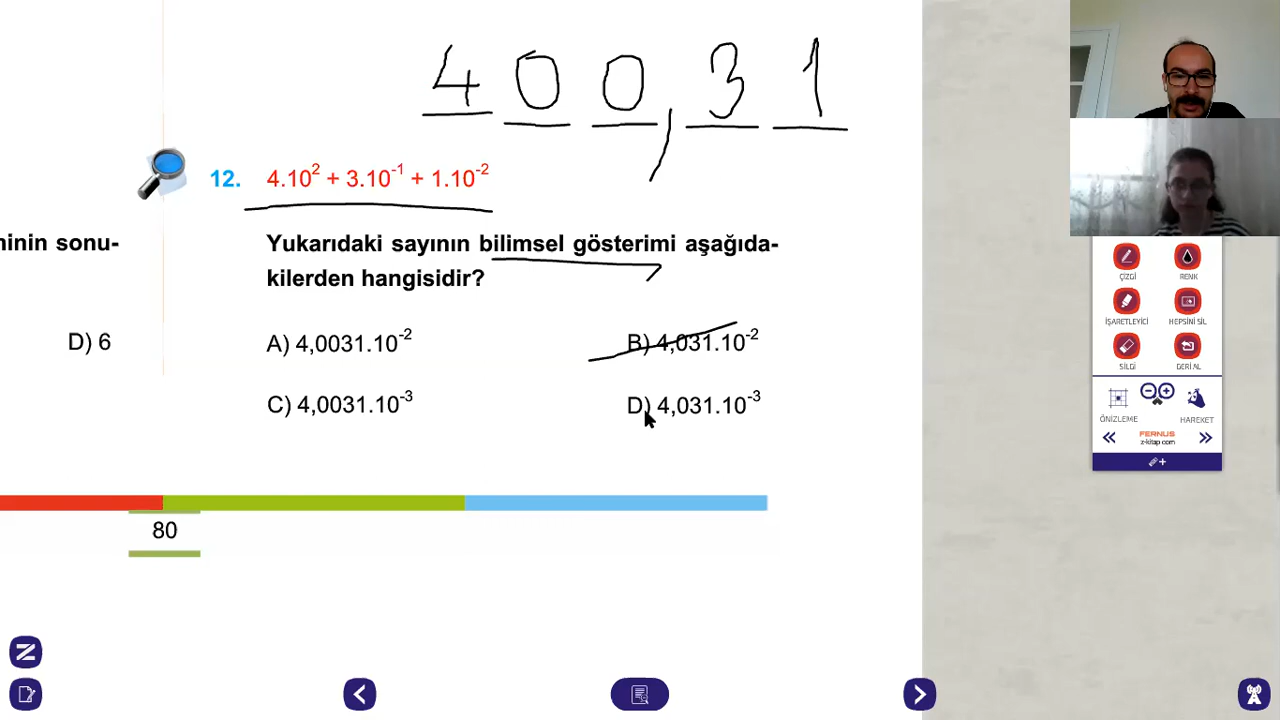 400,31
12. 4.10² + 3.10⁻¹ + 1.10⁻²
ninin sonu-
Yukarıdaki sayının bilimsel gösterimi aşağıda-
kilerden hangisidir?
D) 6
A) 4,0031.10⁻²
B) 4,031.10⁻²
C) 4,0031.10⁻³
D) 4,031.10⁻³
80
ÇİZGİ
RENK
İŞARETLEYİCİ
HEPSİNİ SİL
SİLGİ
GERİ AL
ÖNİZLEME
HAREKET
FERNUS
z-kitap com
Z